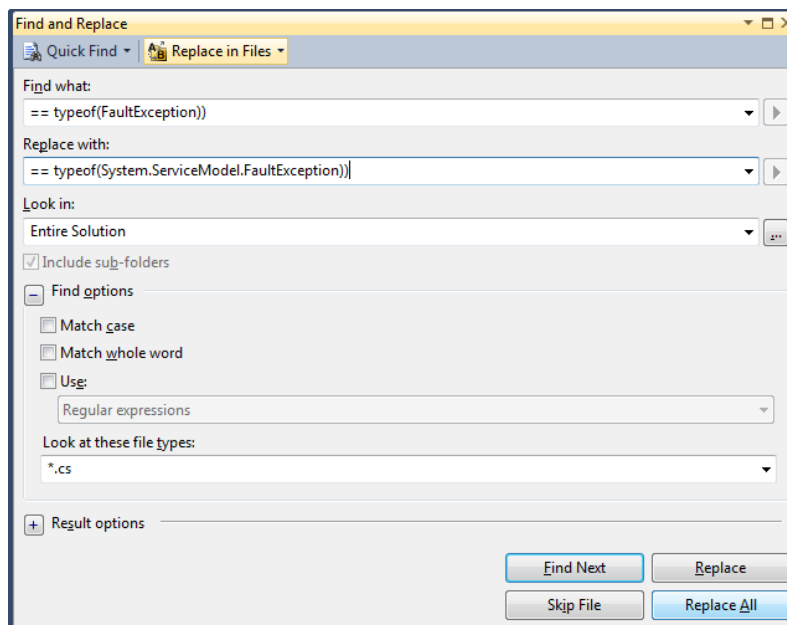 Find and Replace
Quick Find Replace in Files
Find what:
== typeof(FaultException))
Replace with:
== typeof(System.ServiceModel.FaultException))
Look in:
Entire Solution
...
Include sub-folders
Find options
Match case
Match whole word
Use:
Regular expressions
Look at these file types:
*.cs
Result options
Find Next Replace
Skip File Replace All